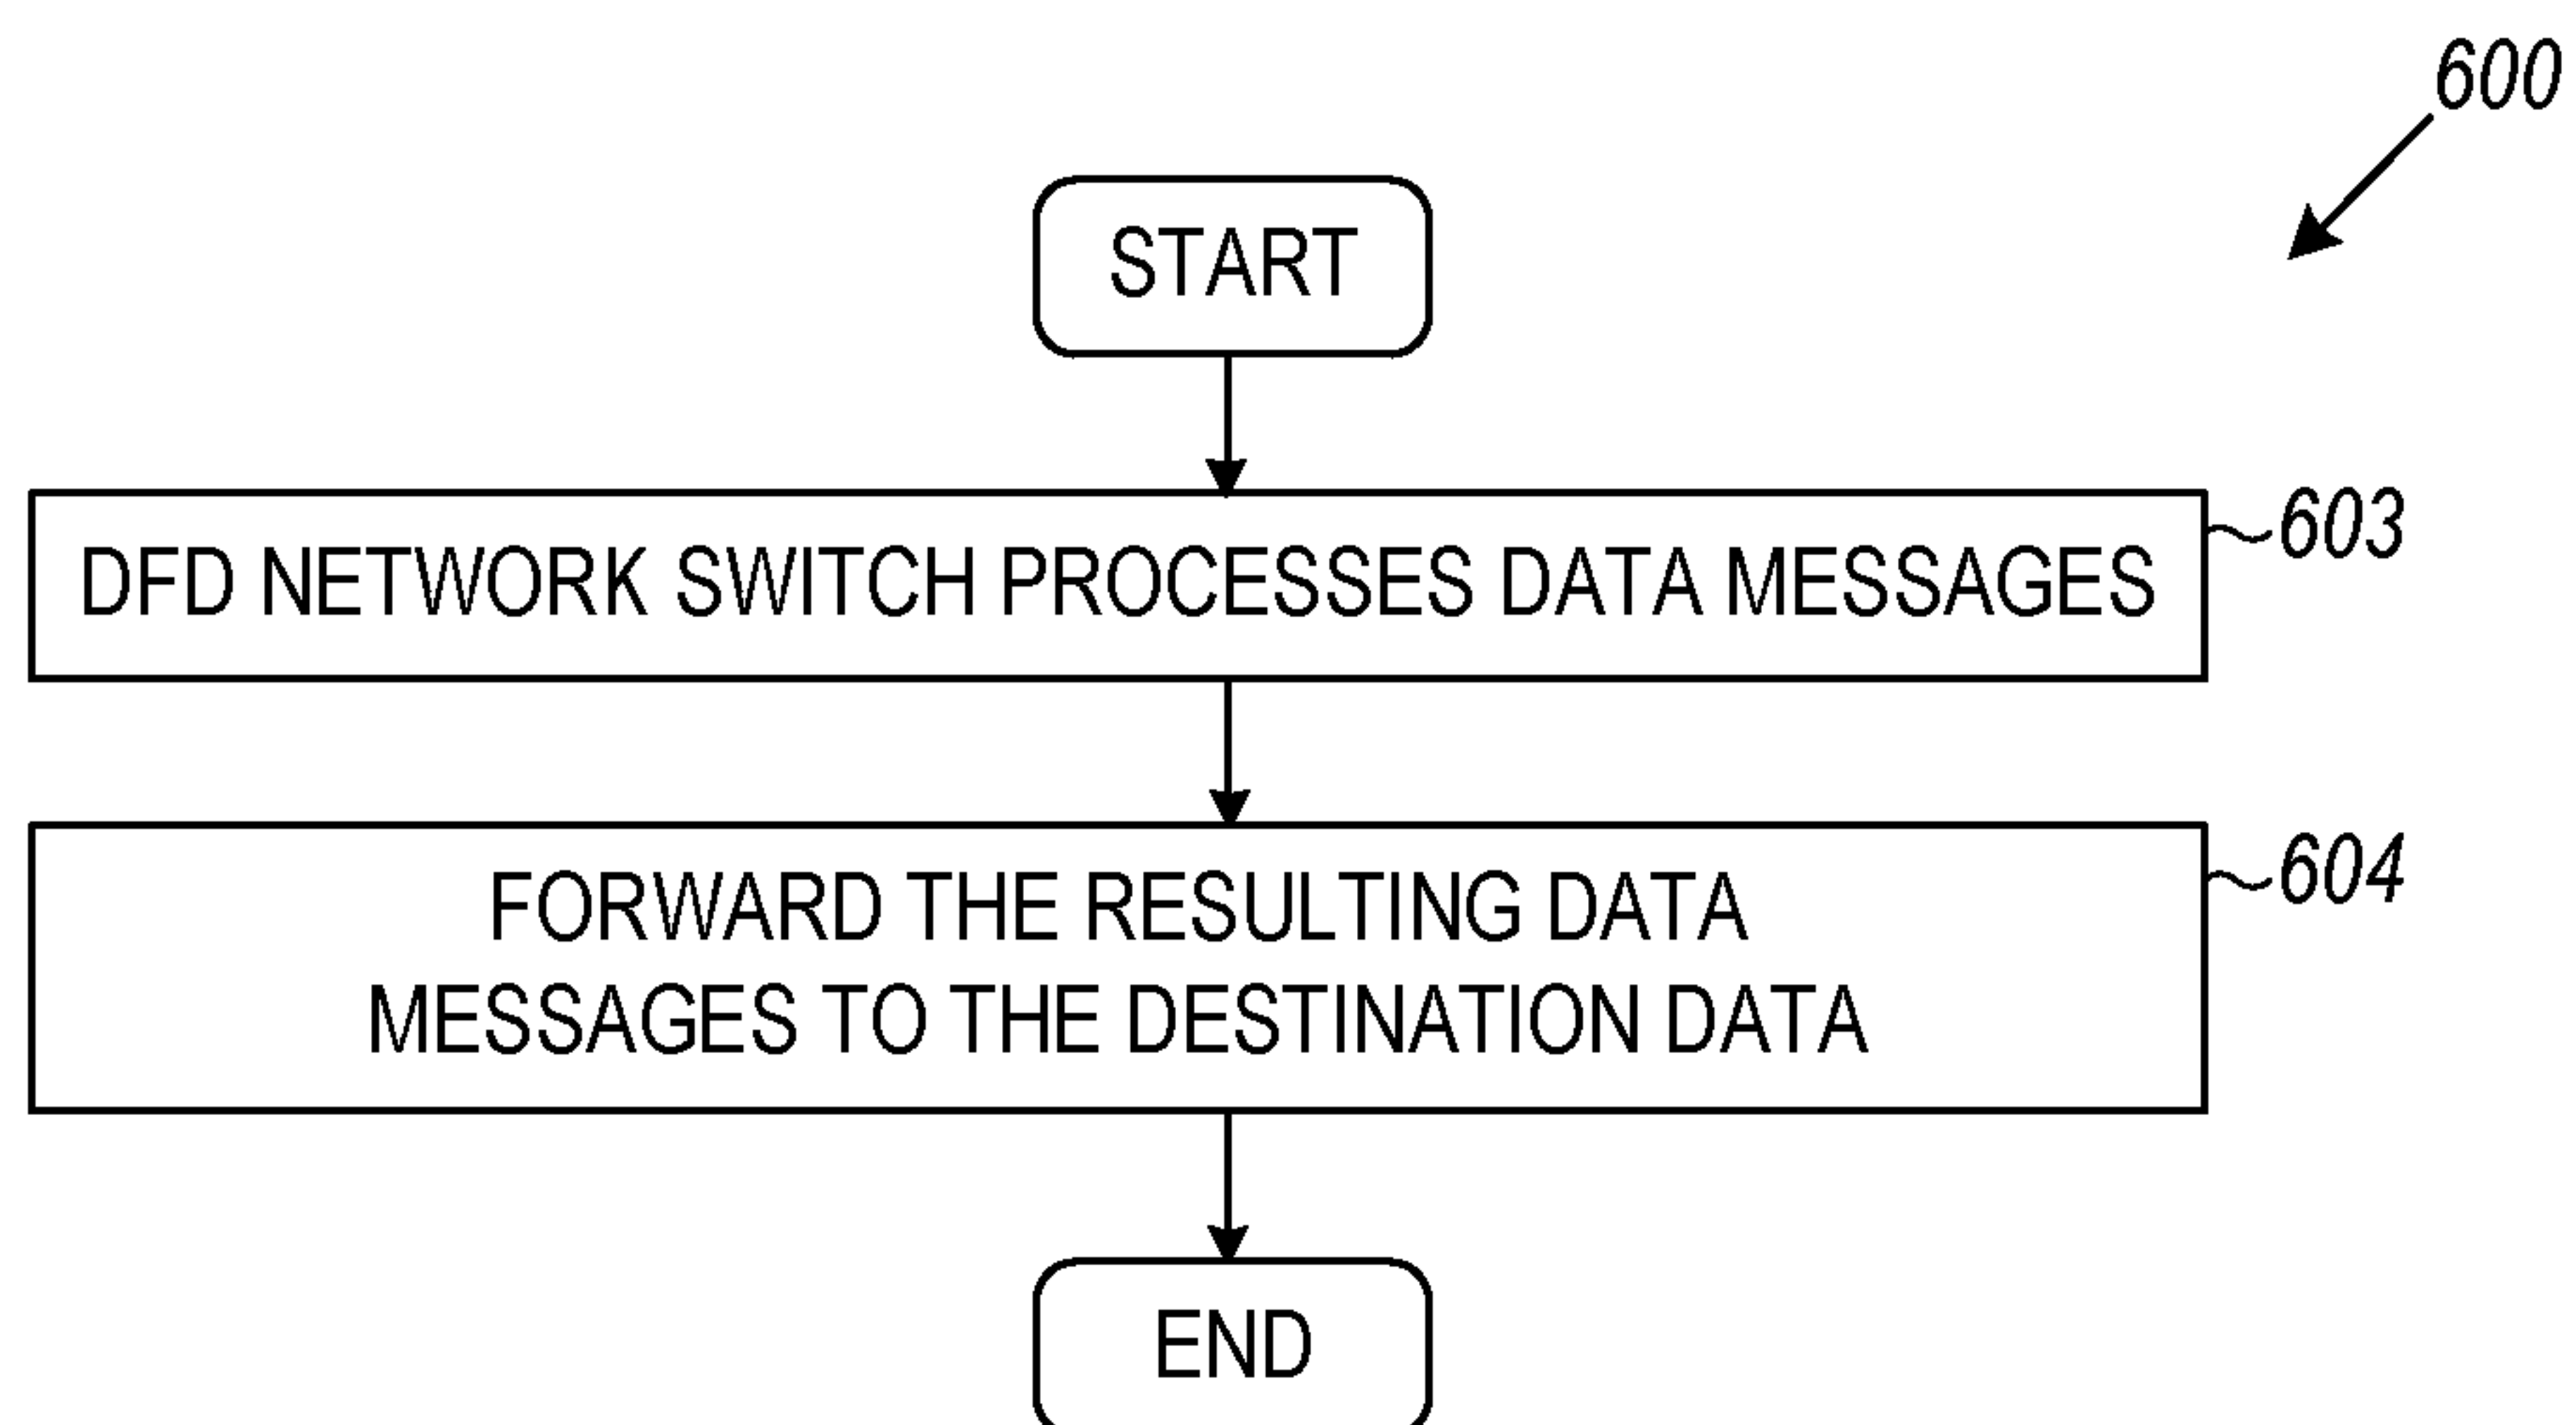 600
START
DFD NETWORK SWITCH PROCESSES DATA MESSAGES
603
FORWARD THE RESULTING DATA
MESSAGES TO THE DESTINATION DATA
604
END